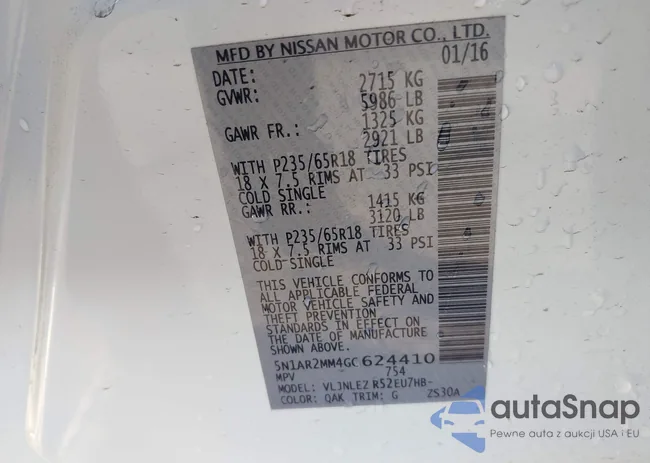 MFD BY NISSAN MOTOR CO., LTD.
DATE: 01/16
GVWR: 2715 KG
5986 LB
GAWR FR.: 1325 KG
2921 LB
WITH P235/65R18 TIRES
18 X 7.5 RIMS AT 33 PSI
COLD SINGLE
GAWR RR.: 1415 KG
3120 LB
WITH P235/65R18 TIRES
18 X 7.5 RIMS AT 33 PSI
COLD SINGLE
THIS VEHICLE CONFORMS TO
ALL APPLICABLE FEDERAL
MOTOR VEHICLE SAFETY AND
THEFT PREVENTION
STANDARDS IN EFFECT ON
THE DATE OF MANUFACTURE
SHOWN ABOVE.
5N1AR2MM4GC624410
MPV 754
MODEL: VLJNLEZ R52EU7HB-
COLOR: QAK TRIM: G ZS30A
autaSnap
Pewne auta z aukcji USA i EU